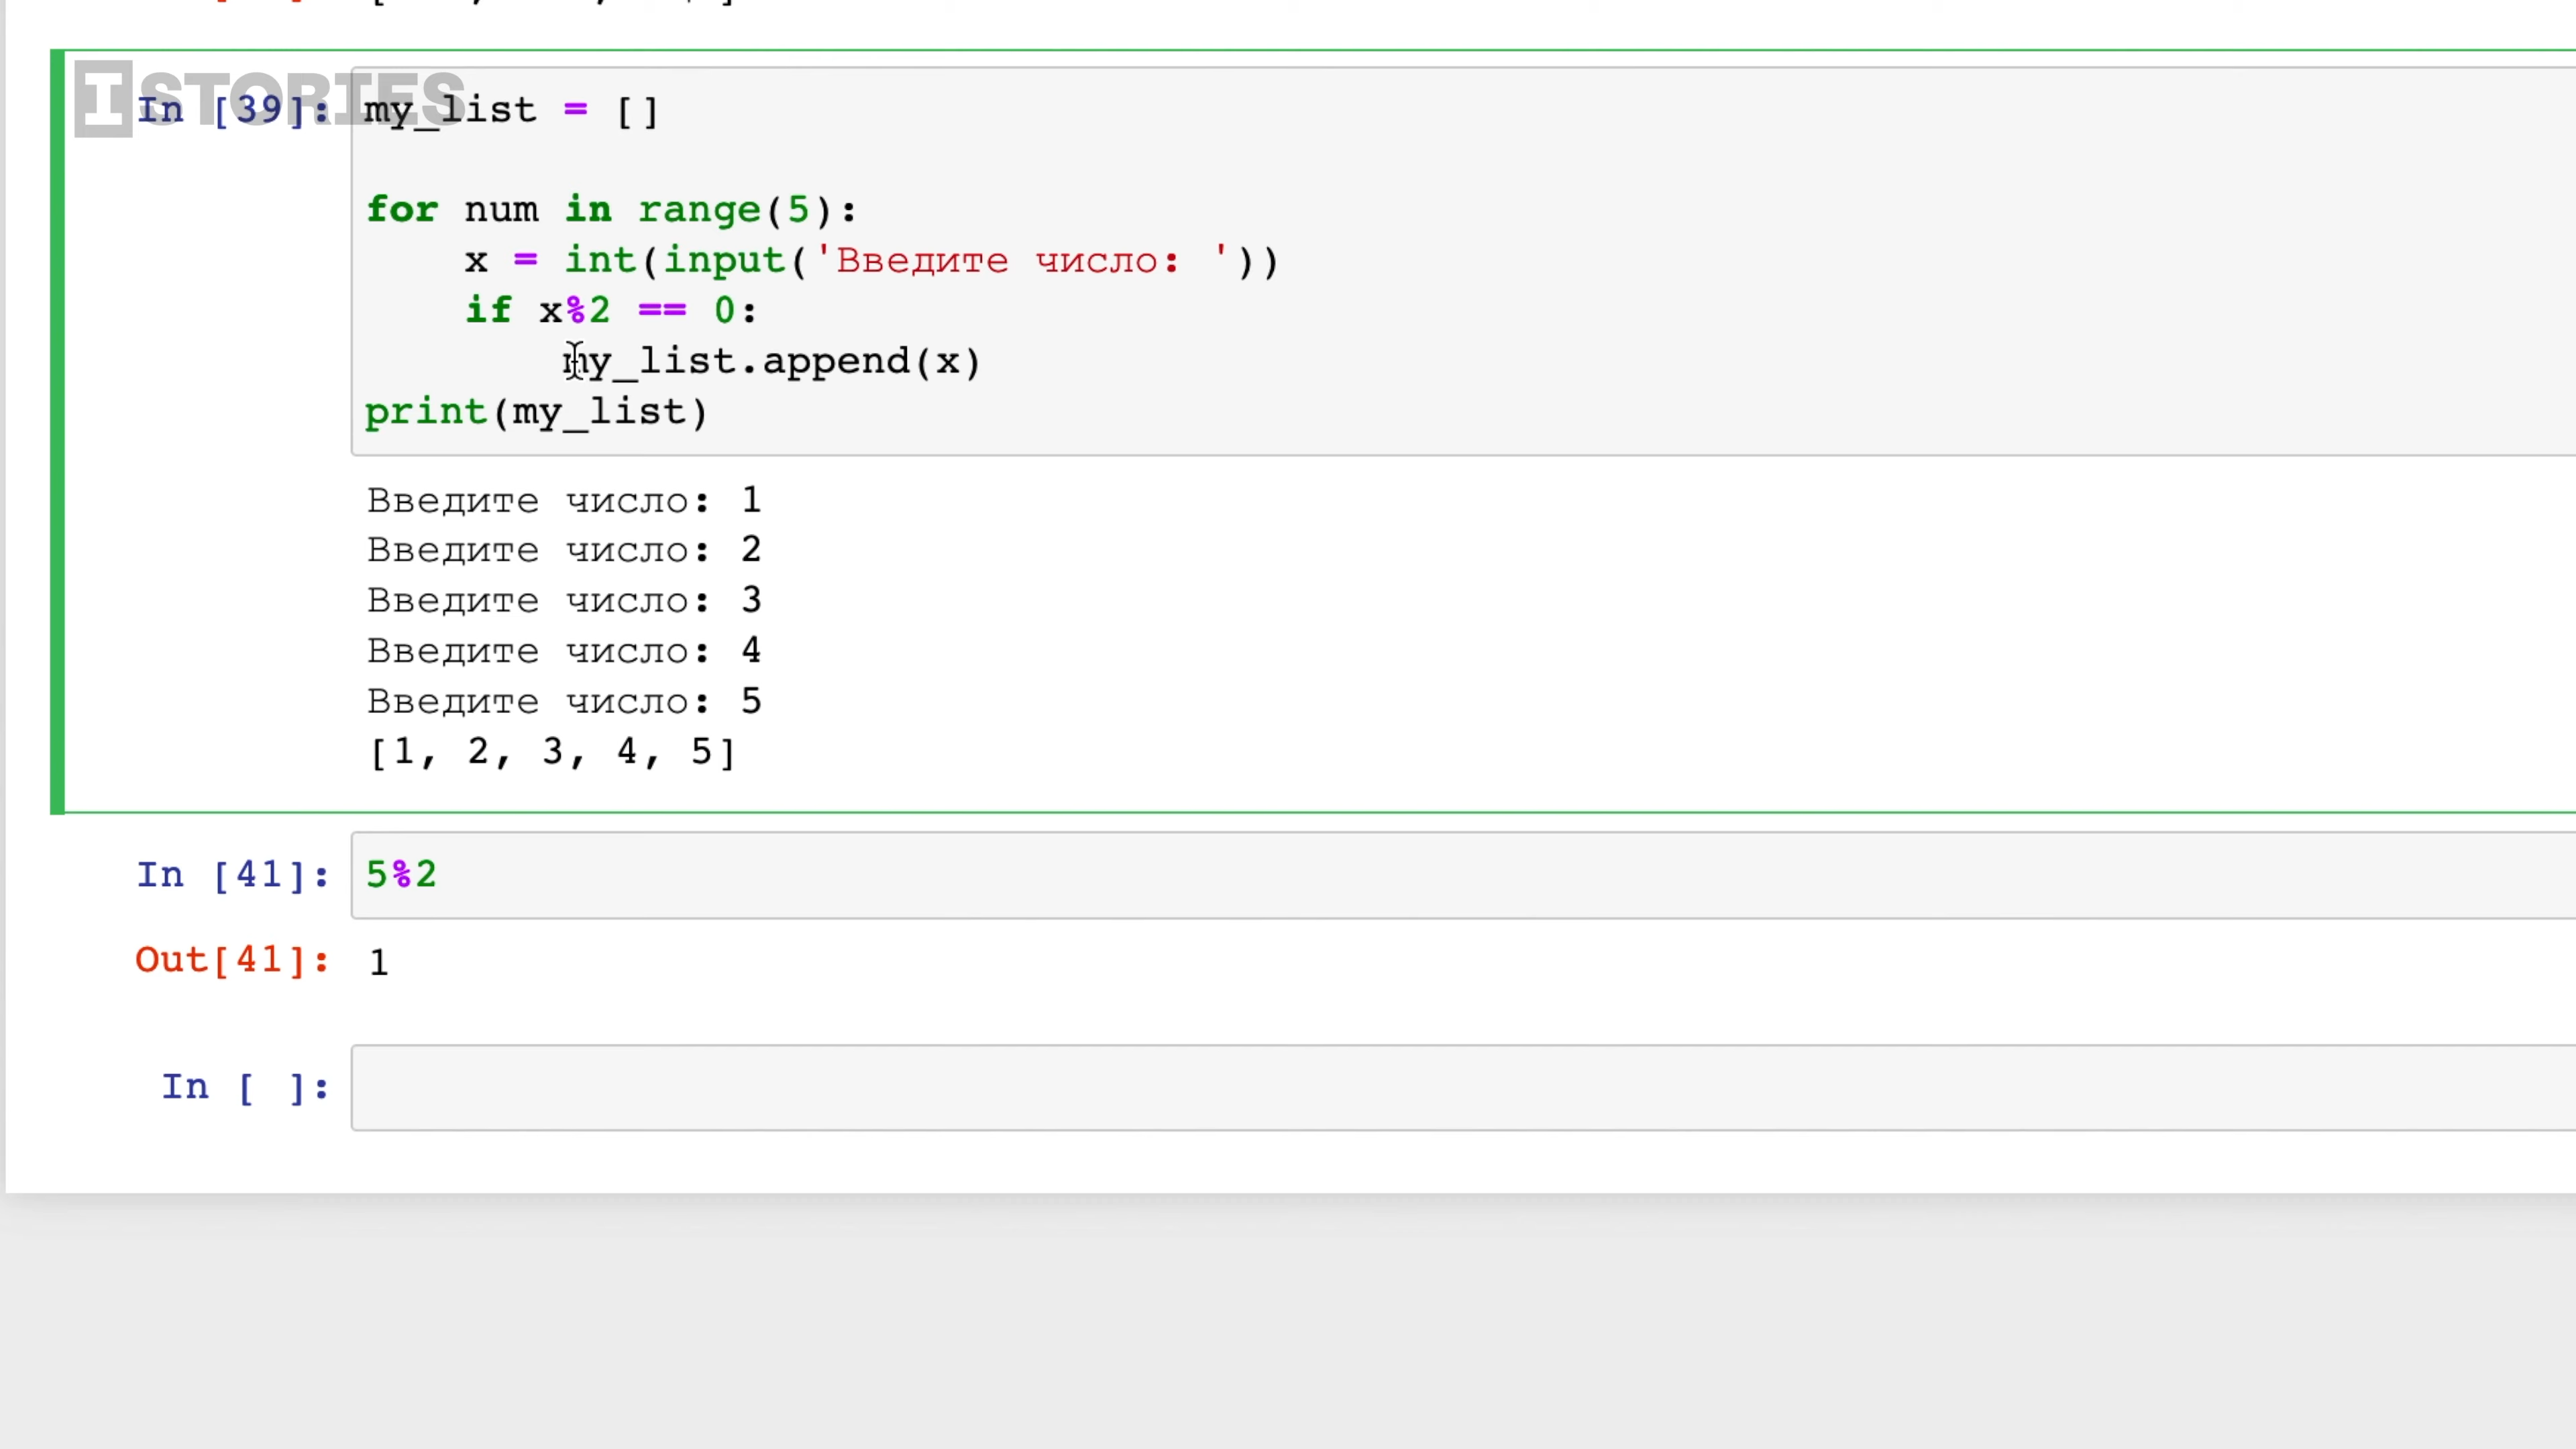 ISTORIES
In [39]: my_list = []
for num in range(5):
x = int(input('Введите число: '))
if x%2 == 0:
my_list.append(x)
print(my_list)
Введите число: 1
Введите число: 2
Введите число: 3
Введите число: 4
Введите число: 5
[1, 2, 3, 4, 5]
In [41]: 5%2
Out[41]: 1
In [ ]: